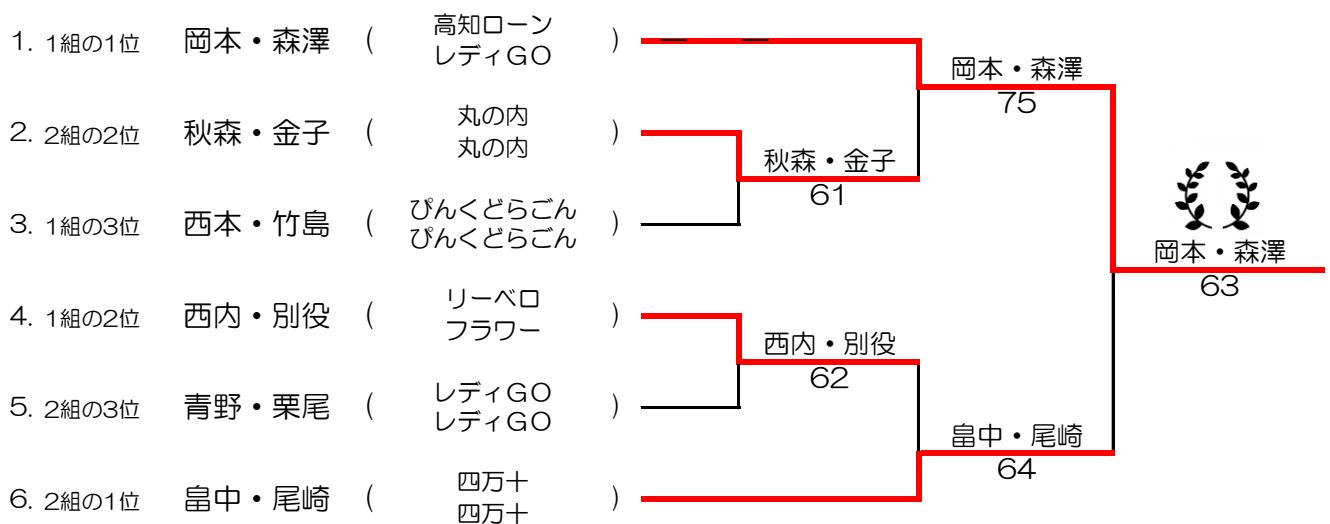 1. 1組の1位 岡本・森澤 ( 高知ローン レディGO )
岡本・森澤
75
2. 2組の2位 秋森・金子 ( 丸の内 丸の内 )
秋森・金子
61
3. 1組の3位 西本・竹島 ( ぴんくどらごん ぴんくどらごん )
岡本・森澤
63
4. 1組の2位 西内・別役 ( リーベロ フラワー )
西内・別役
62
5. 2組の3位 青野・栗尾 ( レディGO レディGO )
畠中・尾崎
64
6. 2組の1位 畠中・尾崎 ( 四万十 四万十 )